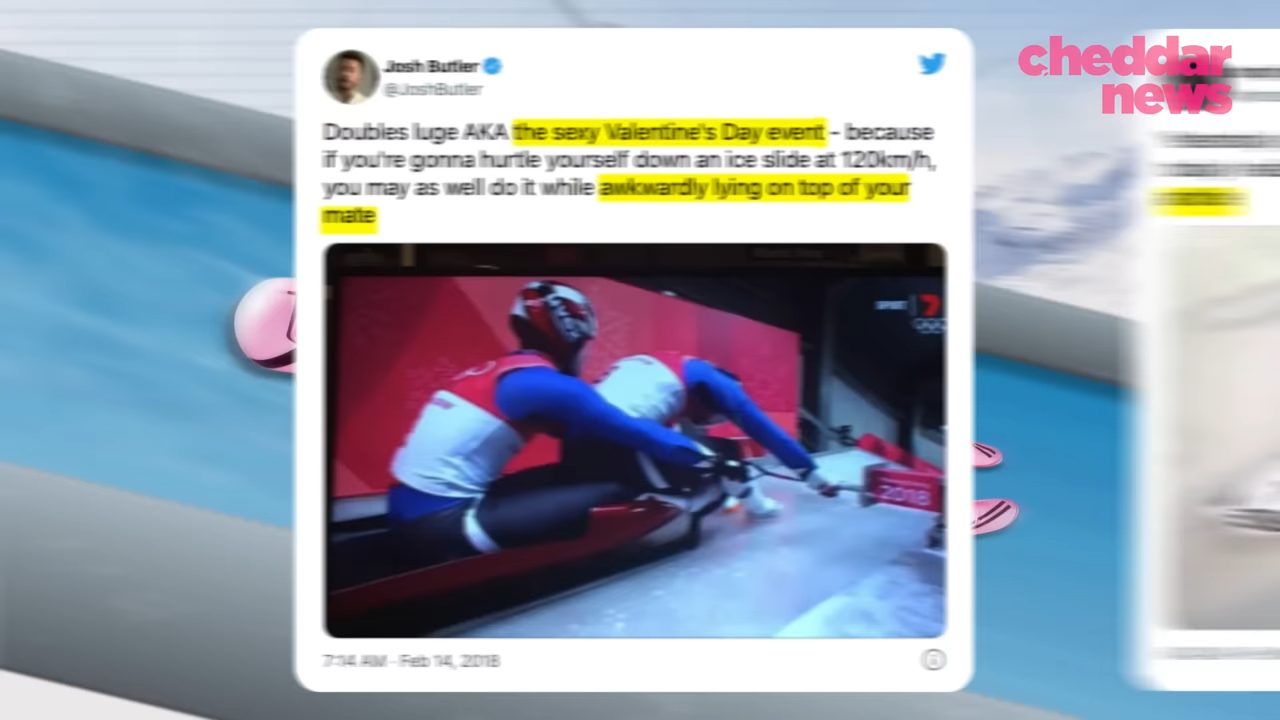 cheddar
news
Josh Butler
@JoshButler
Doubles luge AKA the sexy Valentine's Day event - because
if you're gonna hurtle yourself down an ice slide at 120km/h,
you may as well do it while awkwardly lying on top of your
mate
7
2018
7:14 AM · Feb 14, 2018